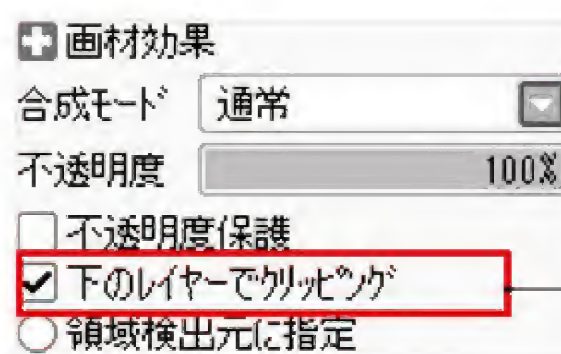 画材効果
合成モード 通常
不透明度 100%
不透明度保護
下のレイヤーでクリッピング
領域検出元に指定